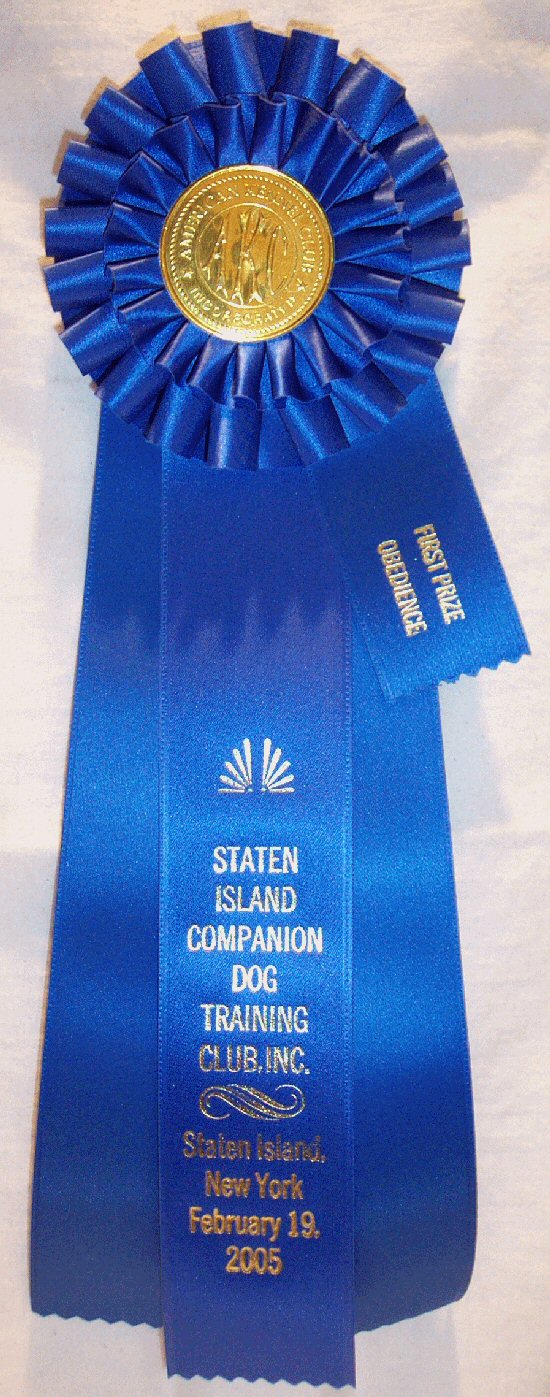 AMERICAN KENNEL CLUB
INCORPORATED
AKC
FIRST PRIZE
OBEDIENCE
STATEN
ISLAND
COMPANION
DOG
TRAINING
CLUB, INC.
Staten Island,
New York
February 19,
2005